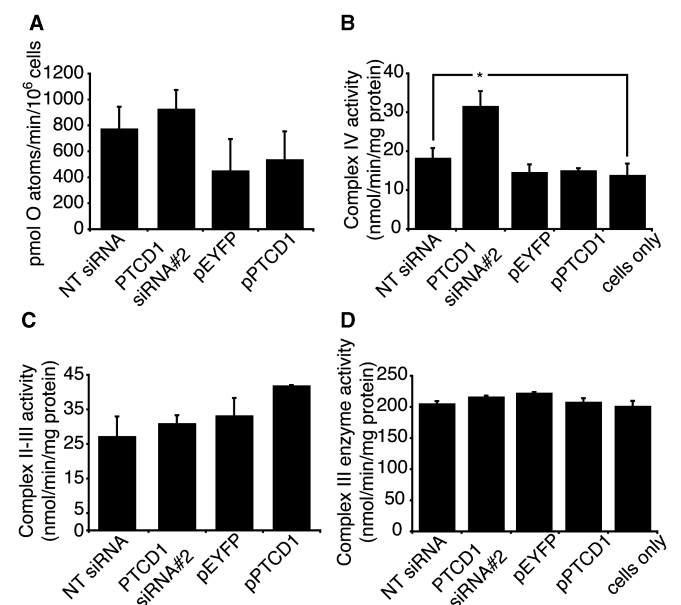 A
pmol O atoms/min/10⁶ cells
1200
1000
800
600
400
200
0
NT siRNA
PTCD1
siRNA#2
pEYFP
pPTCD1
B
Complex IV activity
(nmol/min/mg protein)
40
30
20
10
0
*
NT siRNA
PTCD1
siRNA#2
pEYFP
pPTCD1
cells only
C
Complex II-III activity
(nmol/min/mg protein)
45
35
25
15
5
0
NT siRNA
PTCD1
siRNA#2
pEYFP
pPTCD1
D
Complex III enzyme activity
(nmol/min/mg protein)
250
200
150
100
50
0
NT siRNA
PTCD1
siRNA#2
pEYFP
pPTCD1
cells only